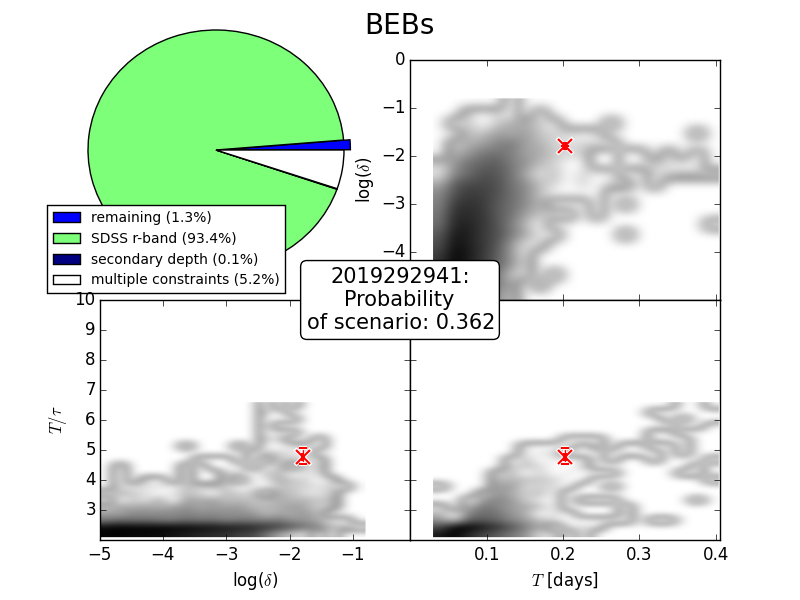 BEBs
remaining (1.3%)
SDSS r-band (93.4%)
secondary depth (0.1%)
multiple constraints (5.2%)
0
−1
−2
−3
−4
log(δ)
2019292941:
Probability
of scenario: 0.362
10
9
8
7
6
5
4
3
T/τ
−5 −4 −3 −2 −1
log(δ)
0.1 0.2 0.3 0.4
T [days]